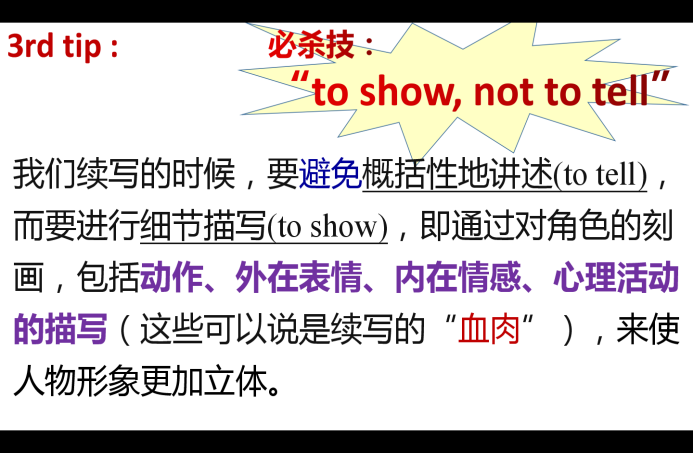 3rd tip :
必杀技：
“to show, not to tell”
我们续写的时候，要避免概括性地讲述(to tell)，
而要进行细节描写(to show)，即通过对角色的刻
画，包括动作、外在表情、内在情感、心理活动
的描写（这些可以说是续写的“血肉” ），来使
人物形象更加立体。